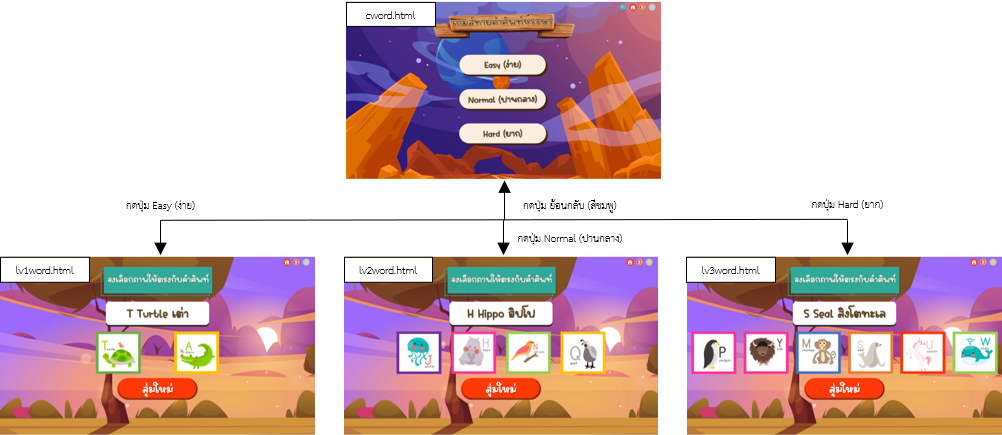 cword.html
เกมส์ทายคำศัพท์หรรษา
Easy (ง่าย)
Normal (ปานกลาง)
Hard (ยาก)
กดปุ่ม Easy (ง่าย)
กดปุ่ม ย้อนกลับ (สีชมพู)
กดปุ่ม Hard (ยาก)
กดปุ่ม Normal (ปานกลาง)
lv1word.html
จงเลือกภาพให้ตรงกับคำศัพท์
T Turtle เต่า
T
A
สุ่มใหม่
lv2word.html
จงเลือกภาพให้ตรงกับคำศัพท์
H Hippo ฮิปโป
J
H
N
Q
สุ่มใหม่
lv3word.html
จงเลือกภาพให้ตรงกับคำศัพท์
S Seal สิงโตทะเล
P
Y
M
S
U
W
สุ่มใหม่